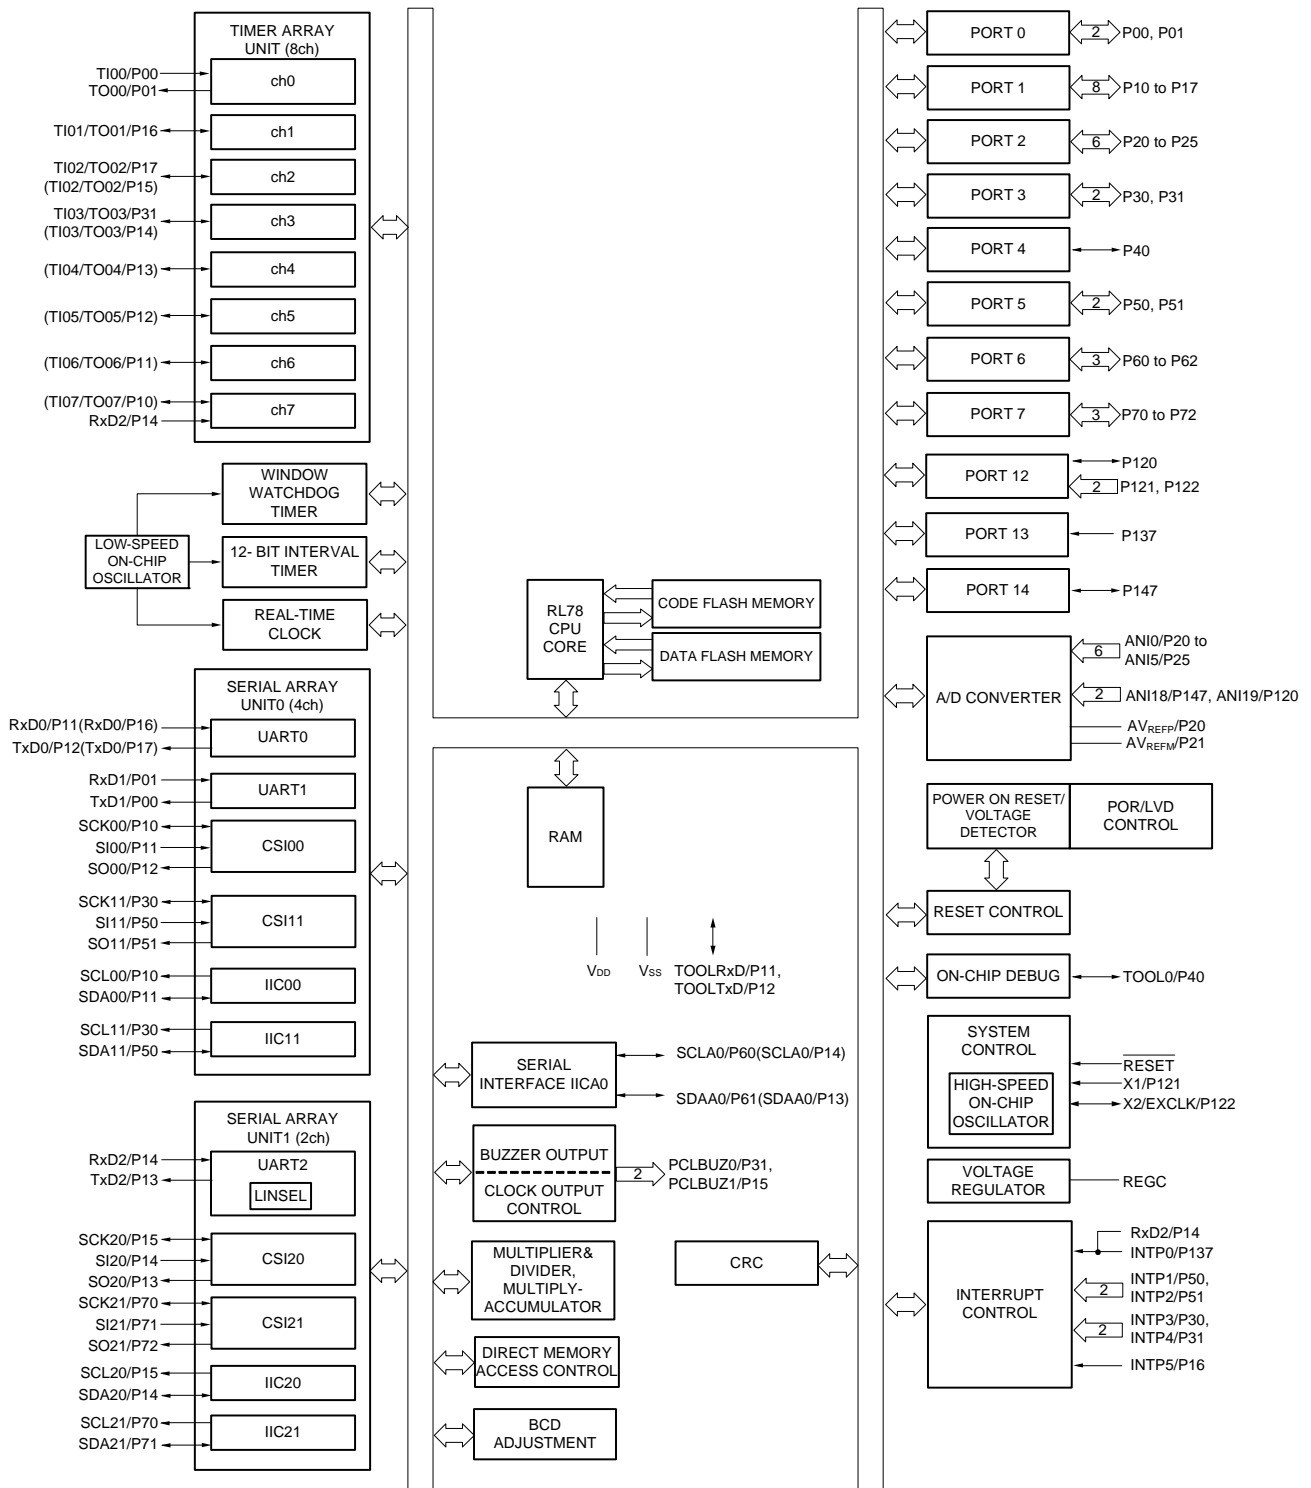 TIMER ARRAY
UNIT (8ch)
TI00/P00
TO00/P01
ch0
TI01/TO01/P16
ch1
TI02/TO02/P17
(TI02/TO02/P15)
ch2
TI03/TO03/P31
(TI03/TO03/P14)
ch3
(TI04/TO04/P13)
ch4
(TI05/TO05/P12)
ch5
(TI06/TO06/P11)
ch6
(TI07/TO07/P10)
RxD2/P14
ch7
WINDOW
WATCHDOG
TIMER
LOW-SPEED
ON-CHIP
OSCILLATOR
12- BIT INTERVAL
TIMER
REAL-TIME
CLOCK
SERIAL ARRAY
UNIT0 (4ch)
RxD0/P11(RxD0/P16)
TxD0/P12(TxD0/P17)
UART0
RxD1/P01
TxD1/P00
UART1
SCK00/P10
SI00/P11
SO00/P12
CSI00
SCK11/P30
SI11/P50
SO11/P51
CSI11
SCL00/P10
SDA00/P11
IIC00
SCL11/P30
SDA11/P50
IIC11
SERIAL ARRAY
UNIT1 (2ch)
RxD2/P14
TxD2/P13
UART2
LINSEL
SCK20/P15
SI20/P14
SO20/P13
CSI20
SCK21/P70
SI21/P71
SO21/P72
CSI21
SCL20/P15
SDA20/P14
IIC20
SCL21/P70
SDA21/P71
IIC21
RL78
CPU
CORE
CODE FLASH MEMORY
DATA FLASH MEMORY
RAM
VDD
VSS
TOOLRxD/P11,
TOOLTxD/P12
SERIAL
INTERFACE IICA0
SCLA0/P60(SCLA0/P14)
SDAA0/P61(SDAA0/P13)
BUZZER OUTPUT
CLOCK OUTPUT
CONTROL
2
PCLBUZ0/P31,
PCLBUZ1/P15
MULTIPLIER&
DIVIDER,
MULTIPLY-
ACCUMULATOR
CRC
DIRECT MEMORY
ACCESS CONTROL
BCD
ADJUSTMENT
PORT 0
2
P00, P01
PORT 1
8
P10 to P17
PORT 2
6
P20 to P25
PORT 3
2
P30, P31
PORT 4
P40
PORT 5
2
P50, P51
PORT 6
3
P60 to P62
PORT 7
3
P70 to P72
PORT 12
P120
2
P121, P122
PORT 13
P137
PORT 14
P147
A/D CONVERTER
6
ANI0/P20 to
ANI5/P25
2
ANI18/P147, ANI19/P120
AVREFP/P20
AVREFM/P21
POWER ON RESET/
VOLTAGE
DETECTOR
POR/LVD
CONTROL
RESET CONTROL
ON-CHIP DEBUG
TOOL0/P40
SYSTEM
CONTROL
HIGH-SPEED
ON-CHIP
OSCILLATOR
RESET
X1/P121
X2/EXCLK/P122
VOLTAGE
REGULATOR
REGC
INTERRUPT
CONTROL
RxD2/P14
INTP0/P137
2
INTP1/P50,
INTP2/P51
2
INTP3/P30,
INTP4/P31
INTP5/P16